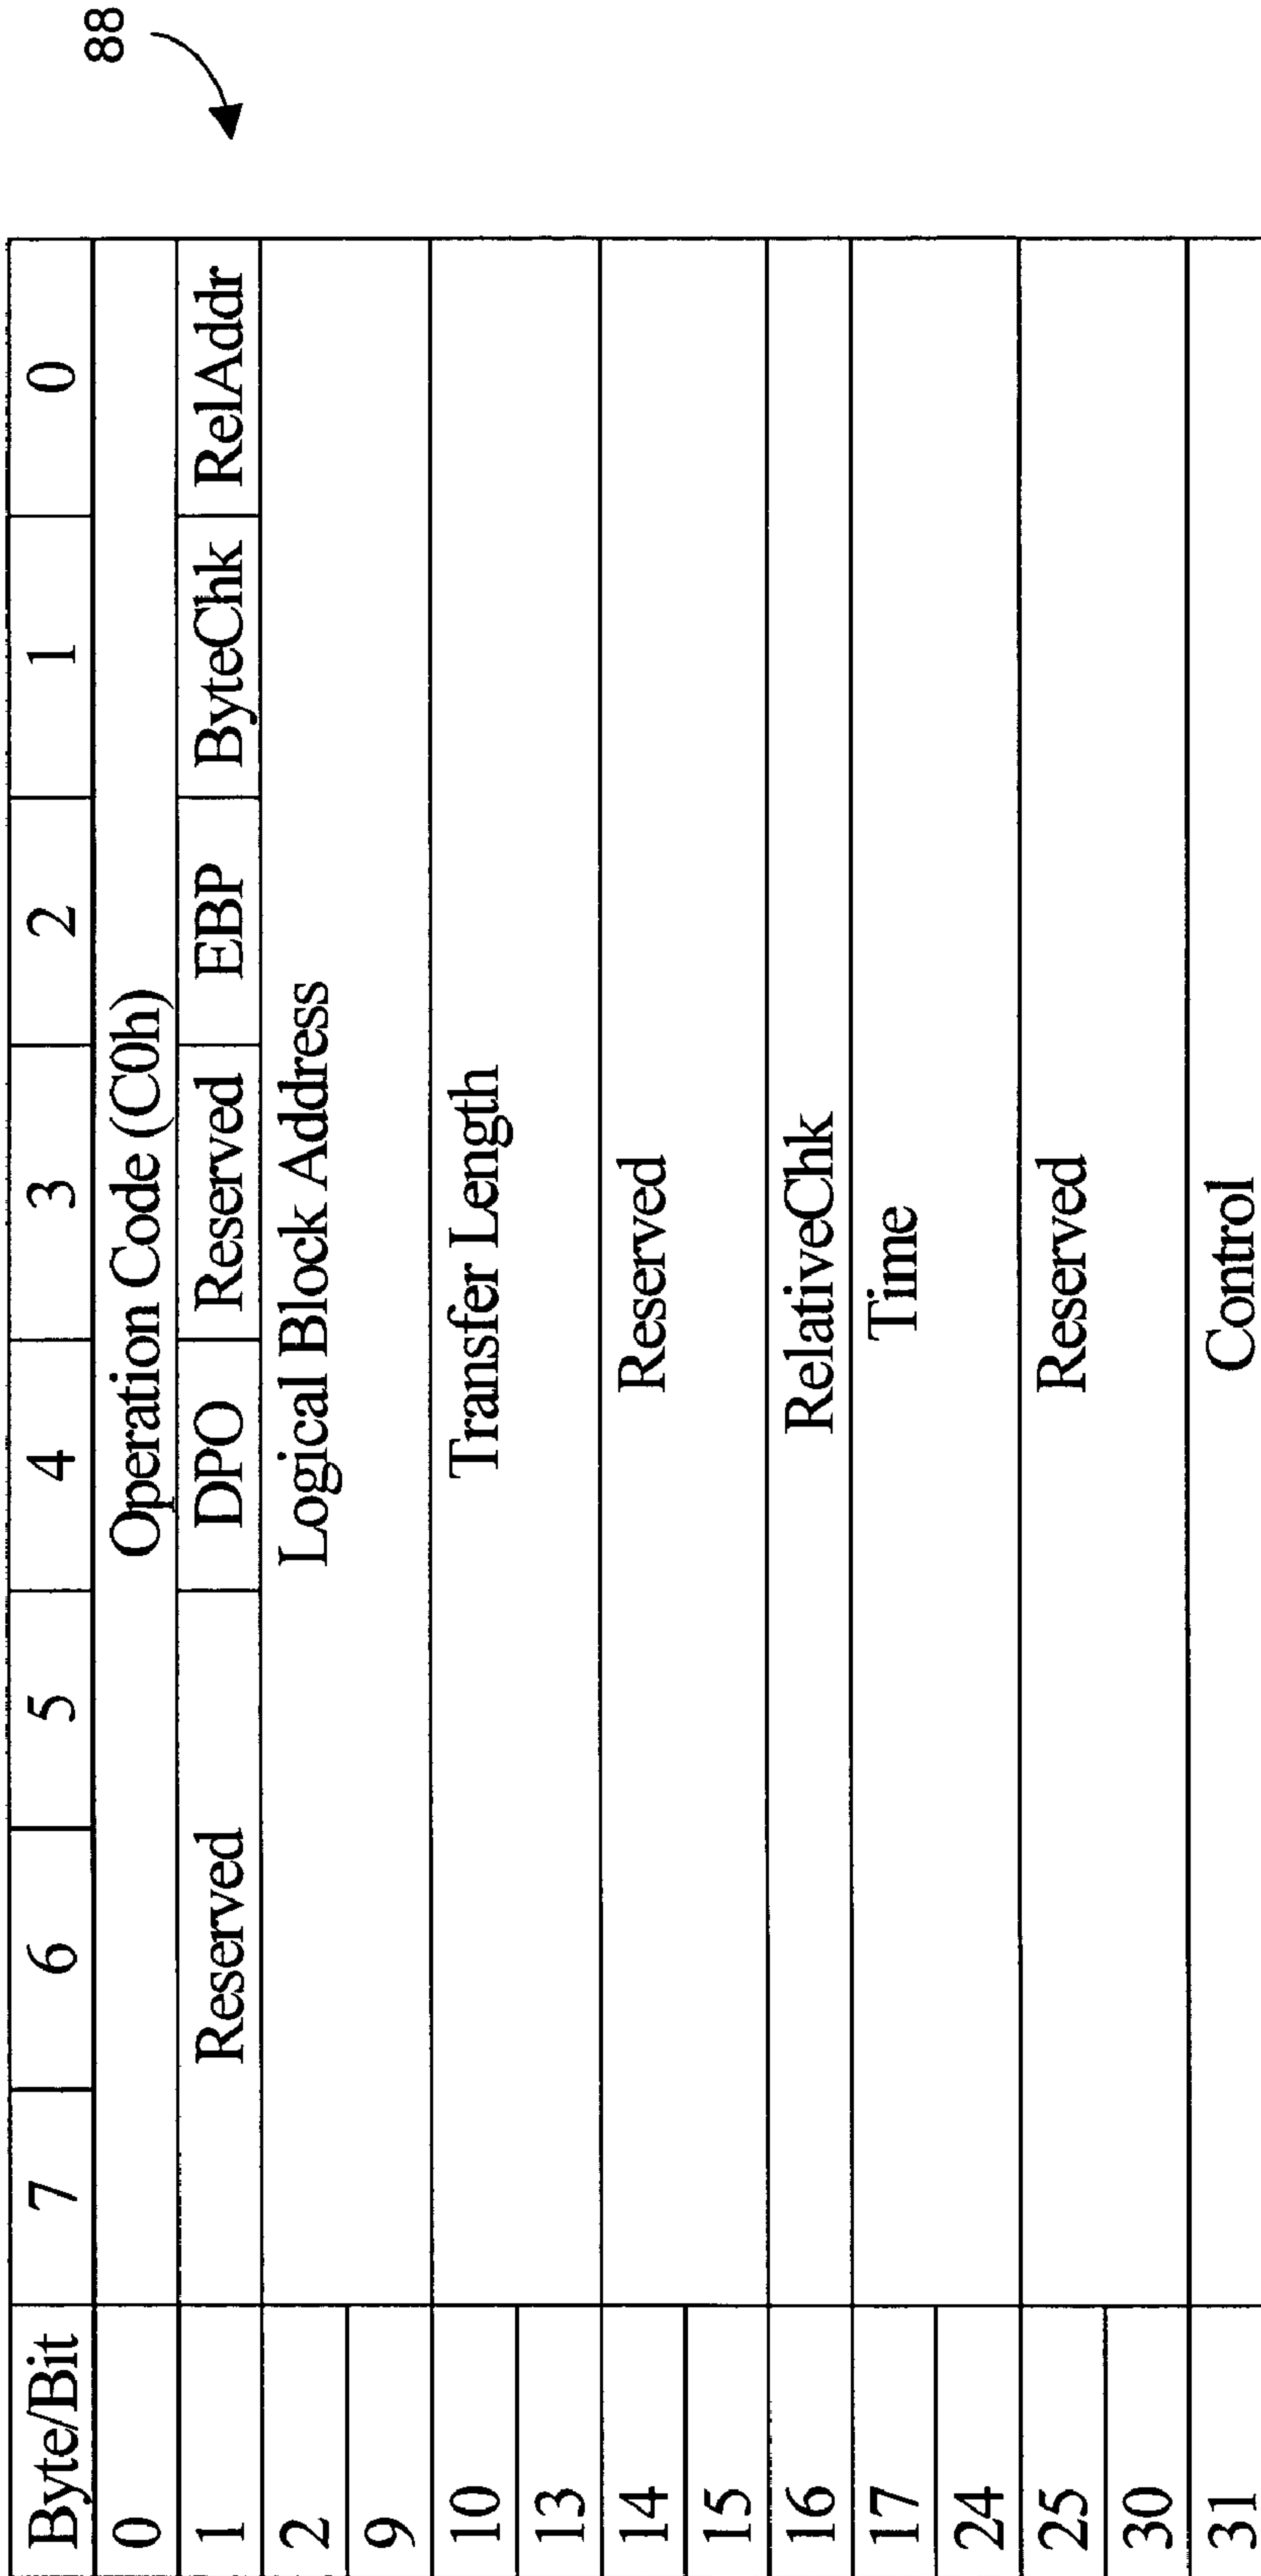 88
Byte/Bit 7 6 5 4 3 2 1 0
0 Operation Code (C0h)
1 Reserved DPO Reserved EBP ByteChk RelAddr
2 Logical Block Address
9
10 Transfer Length
13
14 Reserved
15
16 RelativeChk
17 Time
24
25 Reserved
30
31 Control